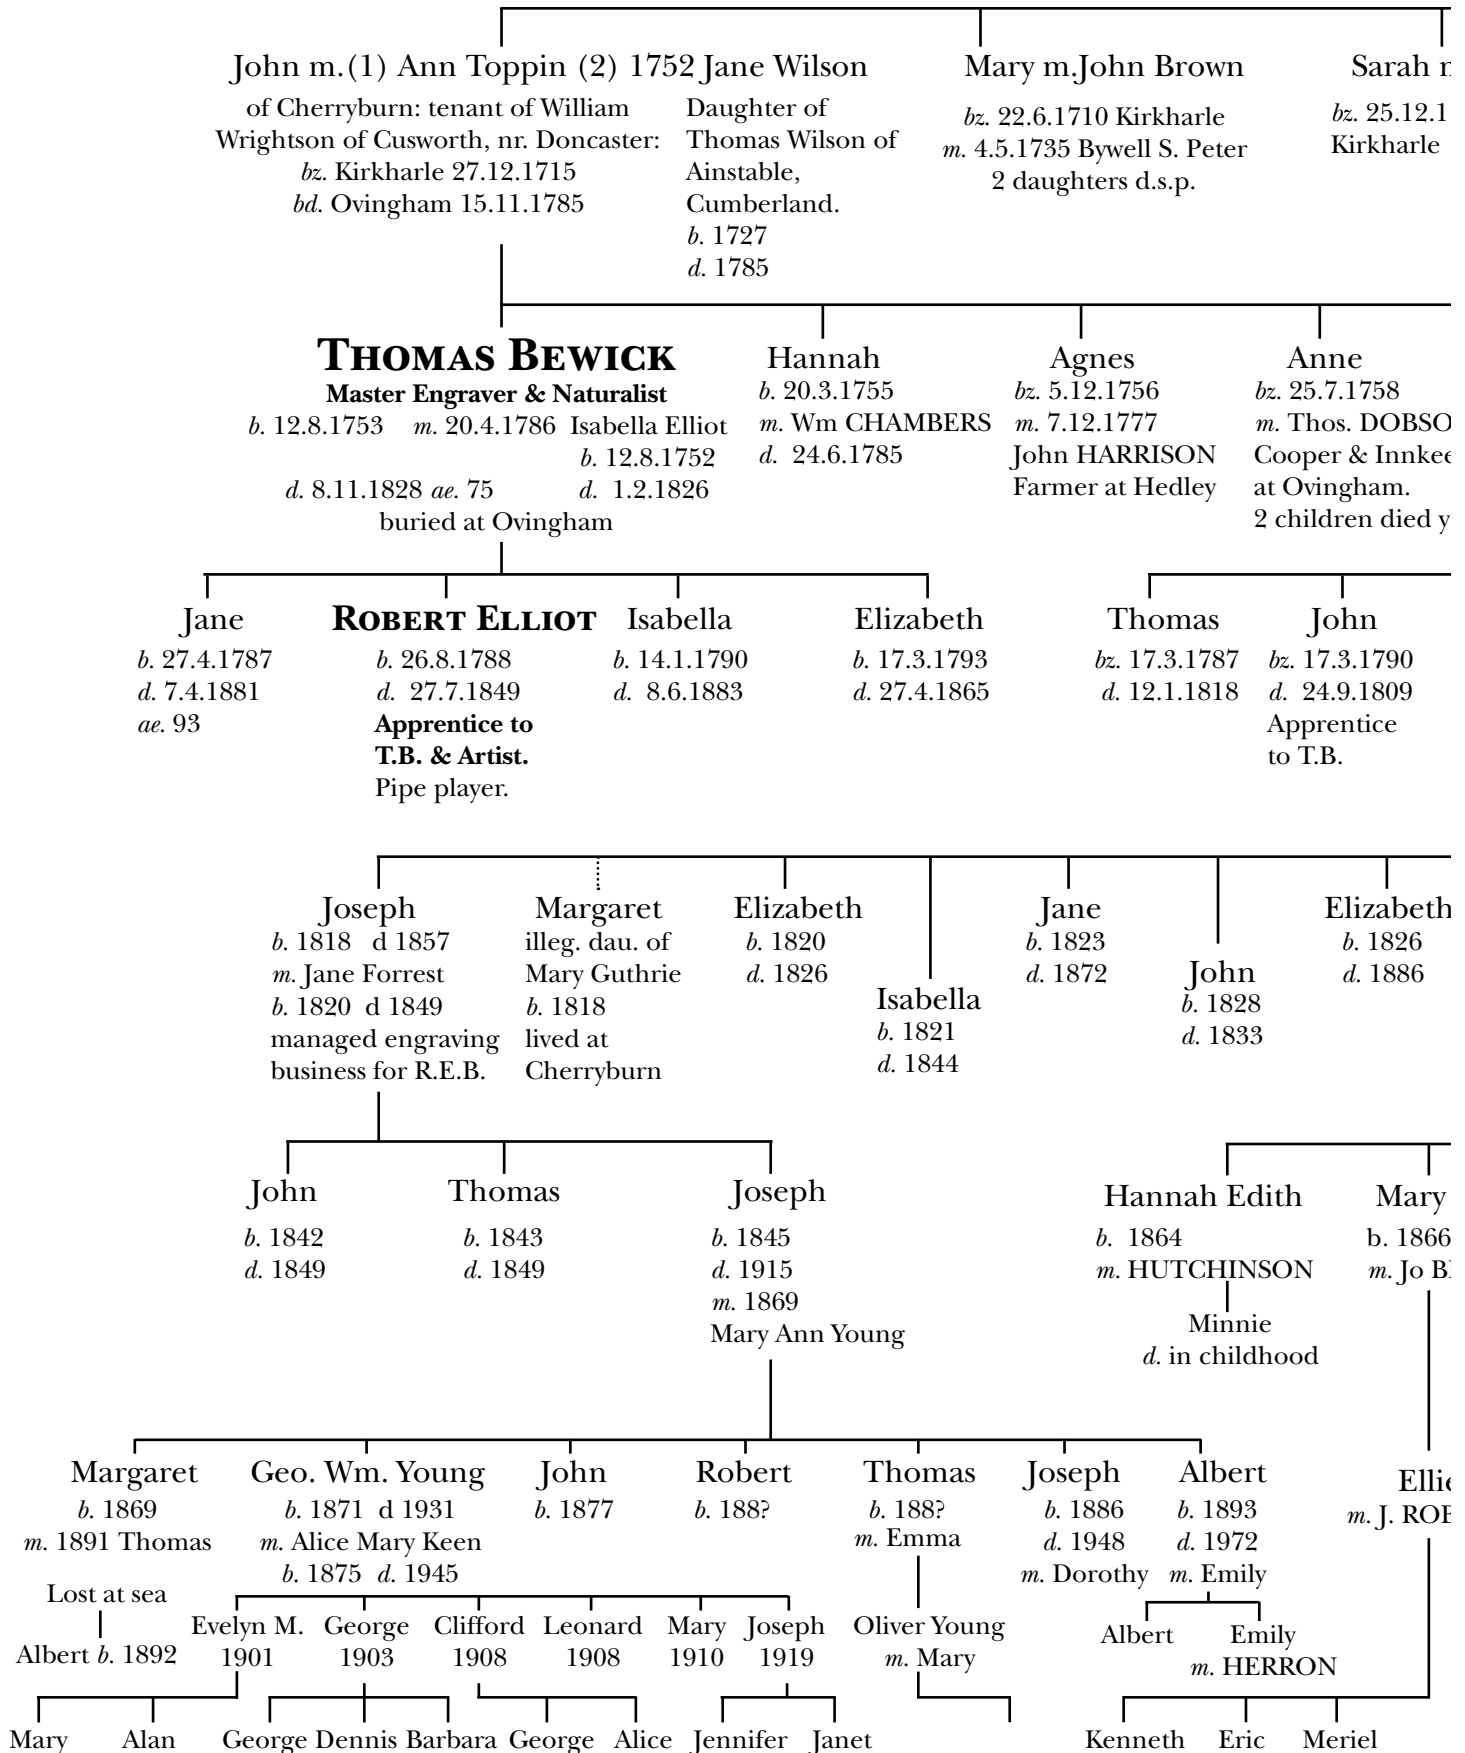 John m.(1) Ann Toppin (2) 1752 Jane Wilson
of Cherryburn: tenant of William
Wrightson of Cusworth, nr. Doncaster:
bz. Kirkharle 27.12.1715
bd. Ovingham 15.11.1785
Daughter of
Thomas Wilson of
Ainstable,
Cumberland.
b. 1727
d. 1785
Mary m.John Brown
bz. 22.6.1710 Kirkharle
m. 4.5.1735 Bywell S. Peter
2 daughters d.s.p.
Sarah
bz. 25.12.1
Kirkharle
THOMAS BEWICK
Master Engraver & Naturalist
b. 12.8.1753 m. 20.4.1786 Isabella Elliot
b. 12.8.1752
d. 8.11.1828 ae. 75 d. 1.2.1826
buried at Ovingham
Hannah
b. 20.3.1755
m. Wm CHAMBERS
d. 24.6.1785
Agnes
bz. 5.12.1756
m. 7.12.1777
John HARRISON
Farmer at Hedley
Anne
bz. 25.7.1758
m. Thos. DOBSO
Cooper & Innkee
at Ovingham.
2 children died y
Jane
b. 27.4.1787
d. 7.4.1881
ae. 93
ROBERT ELLIOT
b. 26.8.1788
d. 27.7.1849
Apprentice to
T.B. & Artist.
Pipe player.
Isabella
b. 14.1.1790
d. 8.6.1883
Elizabeth
b. 17.3.1793
d. 27.4.1865
Thomas
bz. 17.3.1787
d. 12.1.1818
John
bz. 17.3.1790
d. 24.9.1809
Apprentice
to T.B.
Joseph
b. 1818 d 1857
m. Jane Forrest
b. 1820 d 1849
managed engraving
business for R.E.B.
Margaret
illeg. dau. of
Mary Guthrie
b. 1818
lived at
Cherryburn
Elizabeth
b. 1820
d. 1826
Isabella
b. 1821
d. 1844
Jane
b. 1823
d. 1872
John
b. 1828
d. 1833
Elizabeth
b. 1826
d. 1886
John
b. 1842
d. 1849
Thomas
b. 1843
d. 1849
Joseph
b. 1845
d. 1915
m. 1869
Mary Ann Young
Hannah Edith
b. 1864
m. HUTCHINSON
Minnie
d. in childhood
Mary
b. 1866
m. Jo
Margaret
b. 1869
m. 1891 Thomas
Lost at sea
Albert b. 1892
Geo. Wm. Young
b. 1871 d 1931
m. Alice Mary Keen
b. 1875 d. 1945
John
b. 1877
Robert
b. 188?
Thomas
b. 188?
m. Emma
Joseph
b. 1886
d. 1948
m. Dorothy
Albert
b. 1893
d. 1972
m. Emily
Ellie
m. J. ROB
Evelyn M.
1901
George
1903
Clifford
1908
Leonard
1908
Mary
1910
Joseph
1919
Oliver Young
m. Mary
Albert
Emily
m. HERRON
Mary Alan George Dennis Barbara George Alice Jennifer Janet Kenneth Eric Meriel